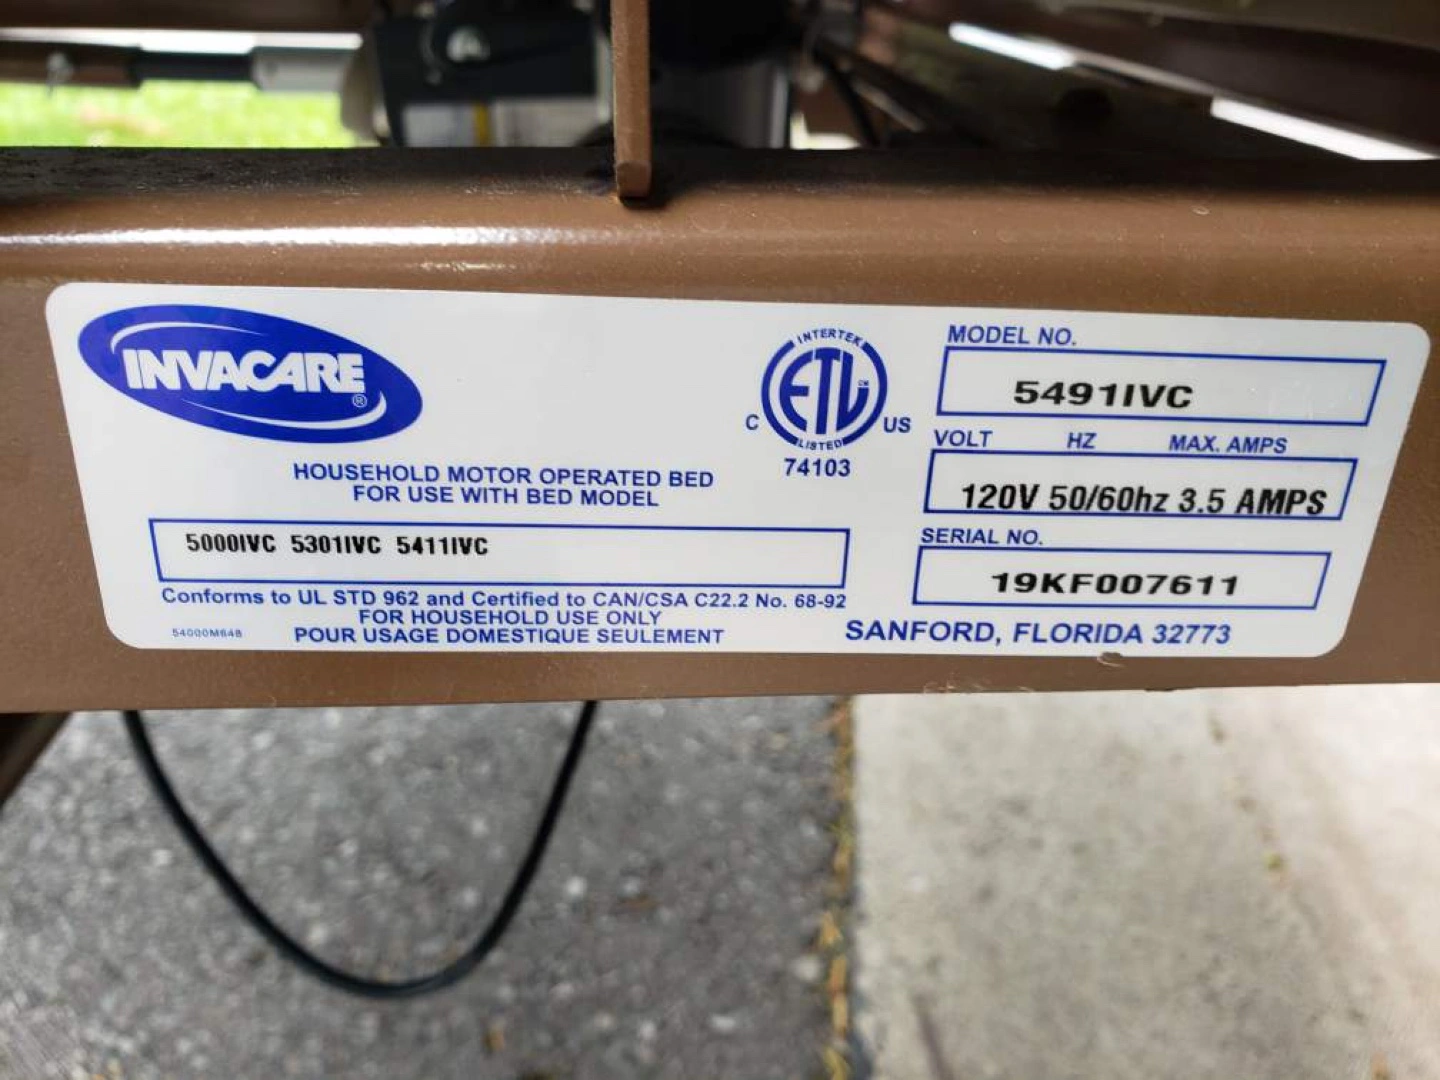 INVACARE®
HOUSEHOLD MOTOR OPERATED BED
FOR USE WITH BED MODEL
5000IVC 5301IVC 5411IVC
Conforms to UL STD 962 and Certified to CAN/CSA C22.2 No. 68-92
FOR HOUSEHOLD USE ONLY
54000M648 POUR USAGE DOMESTIQUE SEULEMENT
INTERTEK
ETL CM
C US
LISTED
74103
MODEL NO.
5491IVC
VOLT HZ MAX. AMPS
120V 50/60hz 3.5 AMPS
SERIAL NO.
19KF007611
SANFORD, FLORIDA 32773